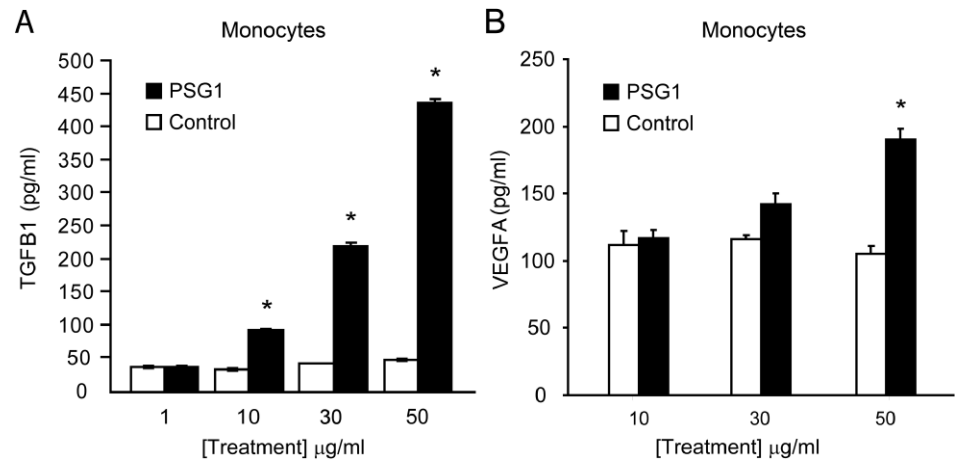 A
Monocytes
TGFB1 (pg/ml)
500
450
400
350
300
250
200
150
100
50
0
PSG1
Control
*
*
*
1 10 30 50
[Treatment] μg/ml
B
Monocytes
VEGFA (pg/ml)
250
200
150
100
50
0
PSG1
Control
*
10 30 50
[Treatment] μg/ml